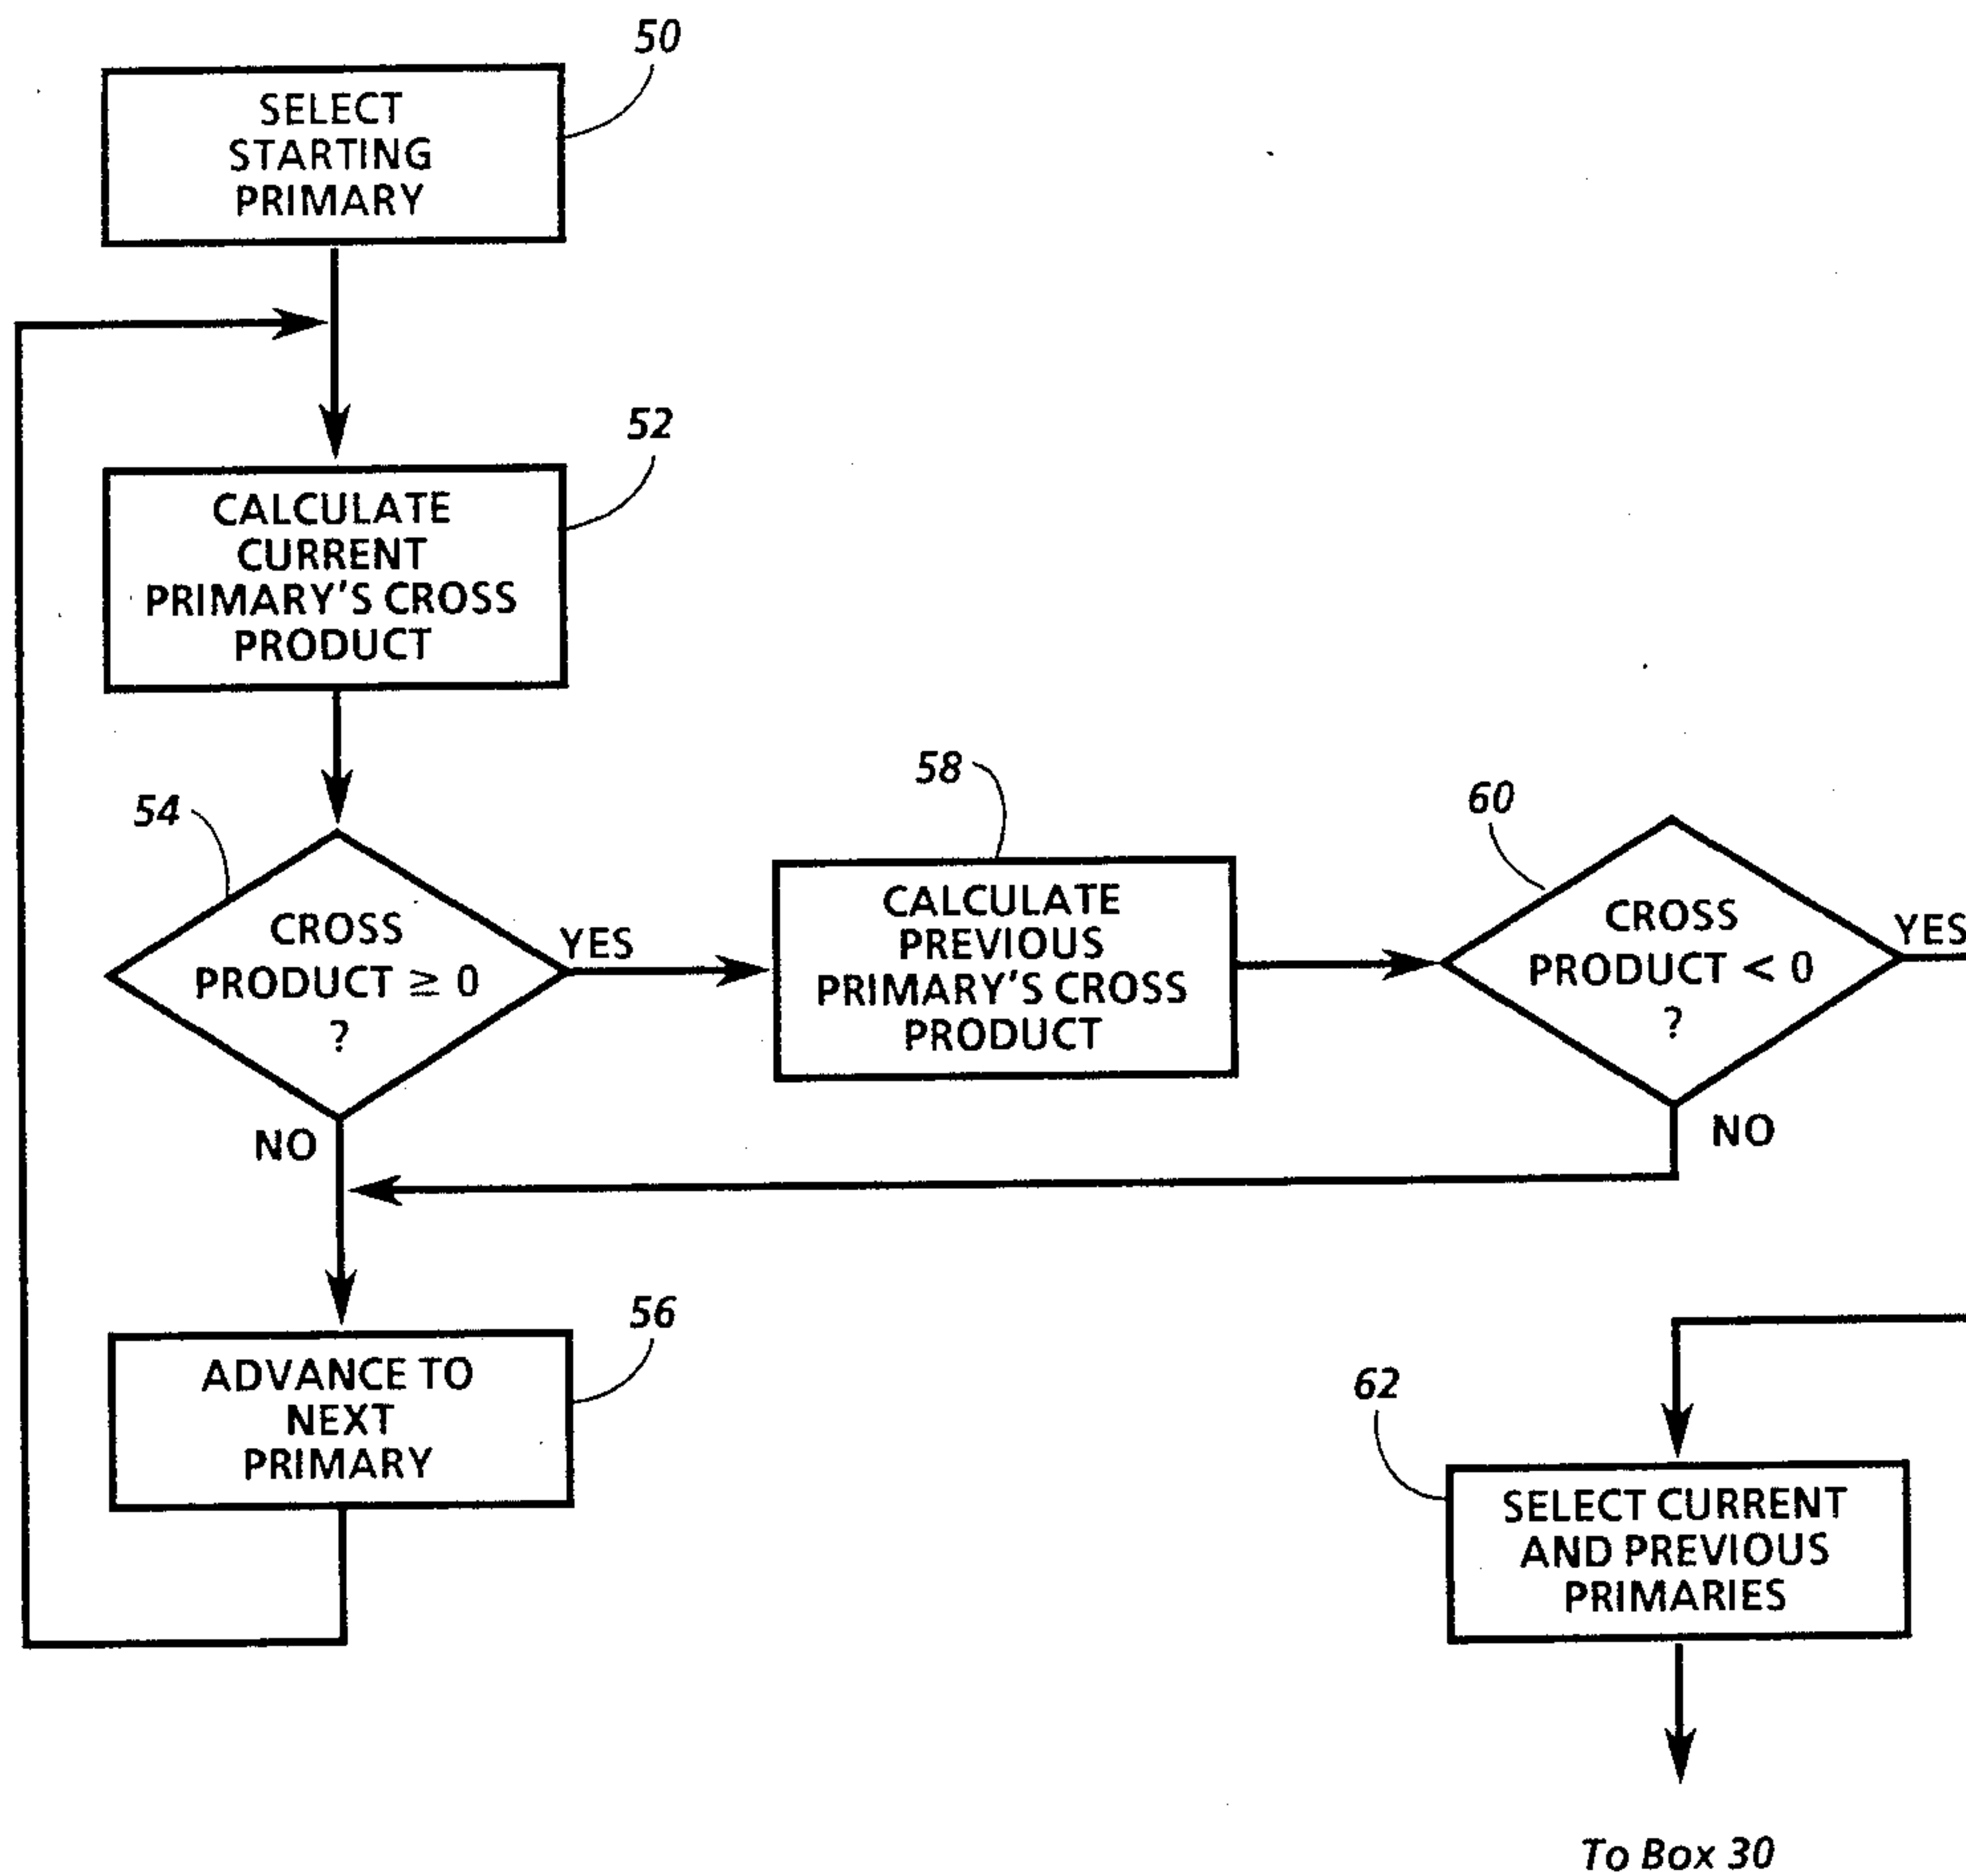 50
SELECT
STARTING
PRIMARY
52
CALCULATE
CURRENT
PRIMARY'S CROSS
PRODUCT
54
CROSS
PRODUCT ≥ 0
?
YES
NO
58
CALCULATE
PREVIOUS
PRIMARY'S CROSS
PRODUCT
60
CROSS
PRODUCT < 0
?
YES
NO
56
ADVANCE TO
NEXT
PRIMARY
62
SELECT CURRENT
AND PREVIOUS
PRIMARIES
To Box 30